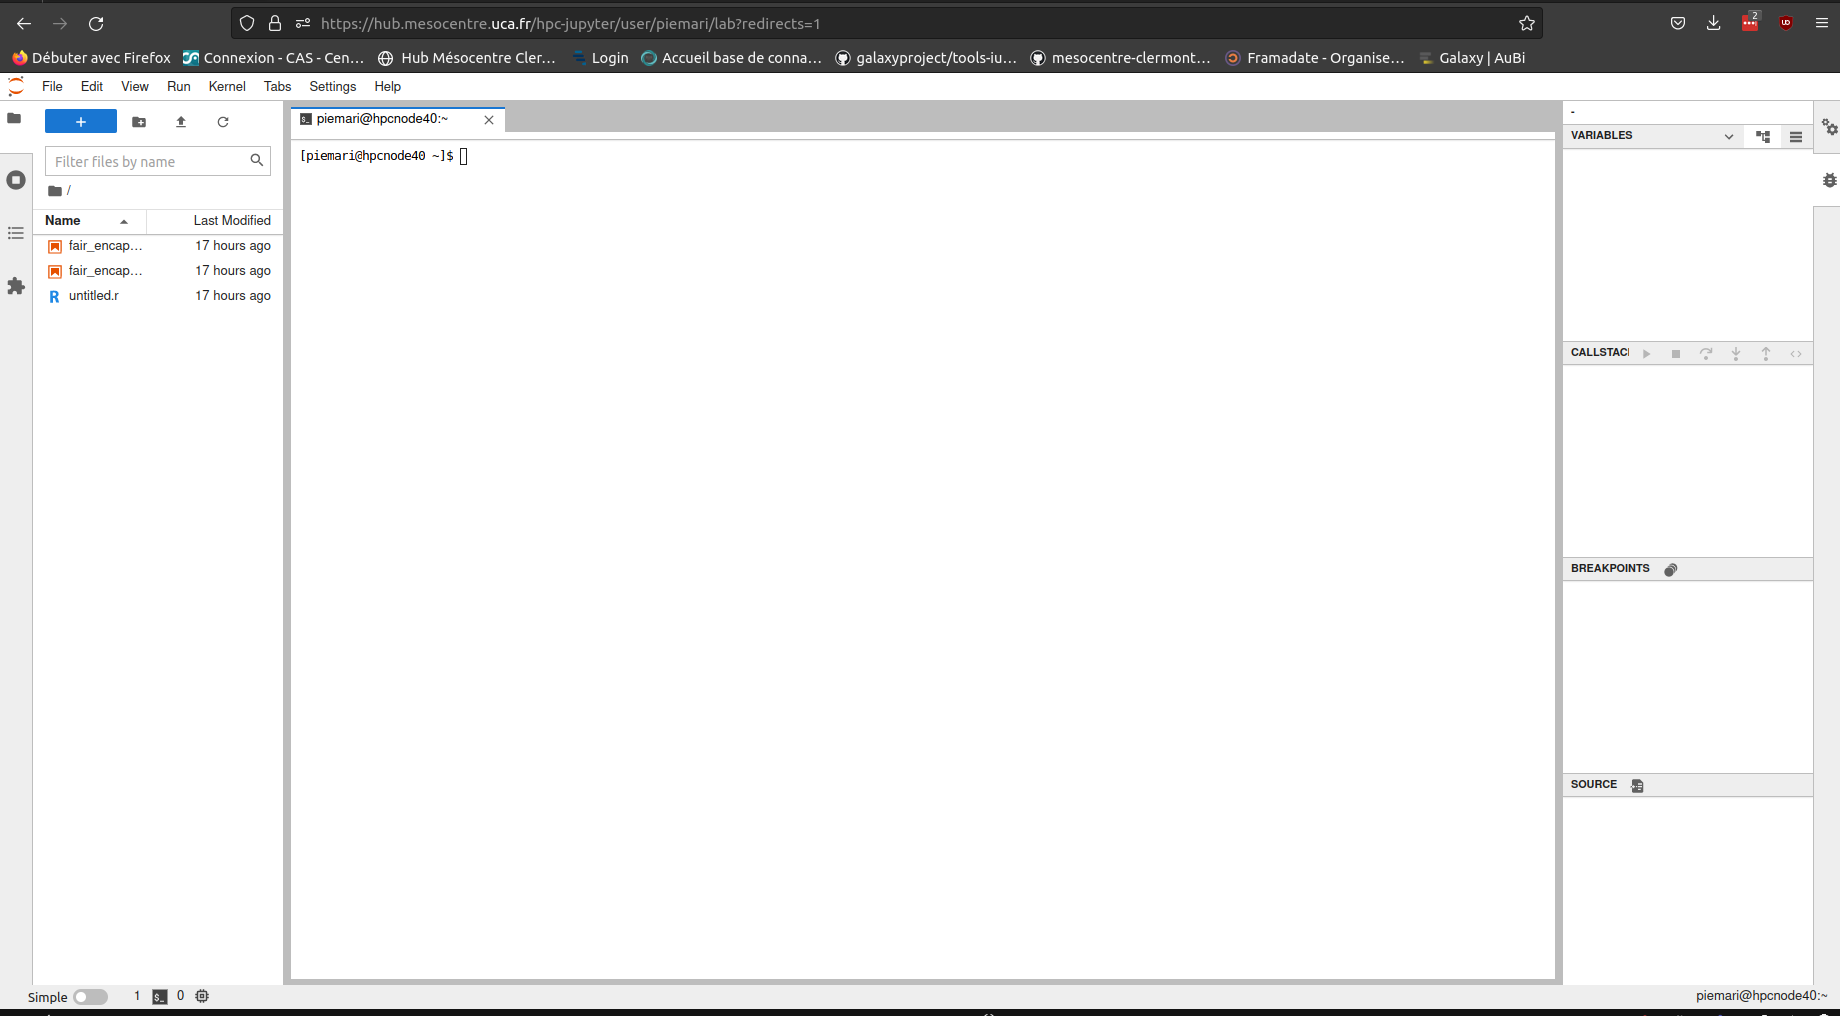 https://hub.mesocentre.uca.fr/hpc-jupyter/user/piemari/lab?redirects=1
2
Débuter avec Firefox Connexion - CAS - Cen… Hub Mésocentre Cler… Login Accueil base de conna… galaxyproject/tools-iu… mesocentre-clermont… Framadate - Organise… Galaxy | AuBi
File Edit View Run Kernel Tabs Settings Help
+
piemari@hpcnode40:~
-
VARIABLES
Filter files by name
[piemari@hpcnode40 ~]$
/
Name Last Modified
fair_encap… 17 hours ago
fair_encap… 17 hours ago
R untitled.r 17 hours ago
CALLSTACK
BREAKPOINTS
SOURCE
Simple 1 $_ 0 piemari@hpcnode40:~